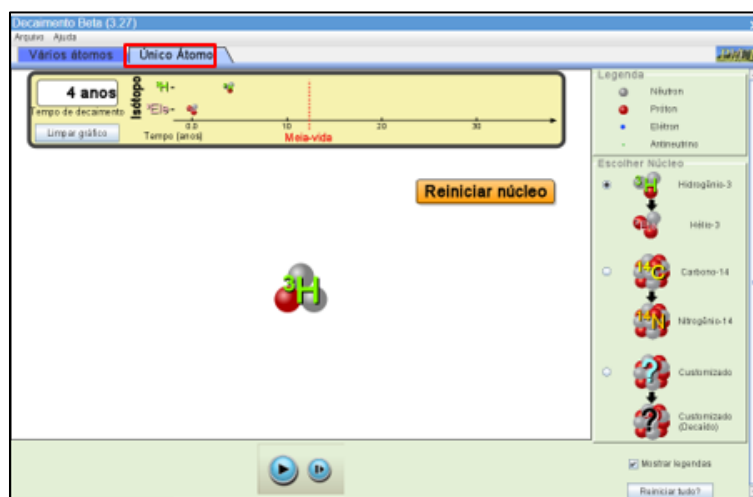 Decaimento Beta (3.27)
Arquivo Ajuda
Vários átomos Único Átomo
4 anos
Tempo de decaimento
Limpar gráfico
Isótopo
³H
0.0 10 20 30
Tempo (anos)
Meia-vida
Reiniciar núcleo
³H
Legenda
Nêutron
Próton
Elétron
Antineutrino
Escolher Núcleo
³H Hidrogênio-3
Hélio-3
¹⁴C Carbono-14
¹⁴N Nitrogênio-14
? Customizado
? Customizado
(Decaído)
Mostrar legendas
Reiniciar tudo?